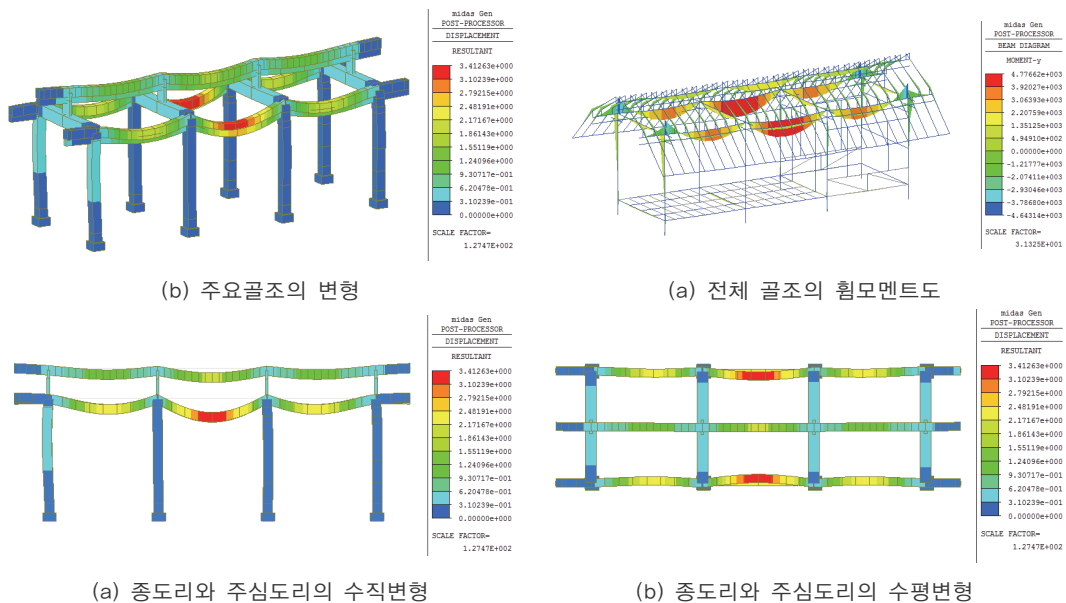 midas Gen
POST-PROCESSOR
DISPLACEMENT
RESULTANT
3.41263e+000
3.10239e+000
2.79215e+000
2.48191e+000
2.17167e+000
1.86143e+000
1.55119e+000
1.24096e+000
9.30717e-001
6.20478e-001
3.10239e-001
0.00000e+000
SCALE FACTOR=
1.2747E+002
(b) 주요골조의 변형
midas Gen
POST-PROCESSOR
BEAM DIAGRAM
MOMENT-y
4.77662e+003
3.92027e+003
3.06393e+003
2.20759e+003
1.35125e+003
4.94910e+002
0.00000e+000
-1.21777e+003
-2.07411e+003
-2.93046e+003
-3.78680e+003
-4.64314e+003
SCALE FACTOR=
3.1325E+001
(a) 전체 골조의 휨모멘트도
midas Gen
POST-PROCESSOR
DISPLACEMENT
RESULTANT
3.41263e+000
3.10239e+000
2.79215e+000
2.48191e+000
2.17167e+000
1.86143e+000
1.55119e+000
1.24096e+000
9.30717e-001
6.20478e-001
3.10239e-001
0.00000e+000
SCALE FACTOR=
1.2747E+002
(a) 종도리와 주심도리의 수직변형
midas Gen
POST-PROCESSOR
DISPLACEMENT
RESULTANT
3.41263e+000
3.10239e+000
2.79215e+000
2.48191e+000
2.17167e+000
1.86143e+000
1.55119e+000
1.24096e+000
9.30717e-001
6.20478e-001
3.10239e-001
0.00000e+000
SCALE FACTOR=
1.2747E+002
(b) 종도리와 주심도리의 수평변형